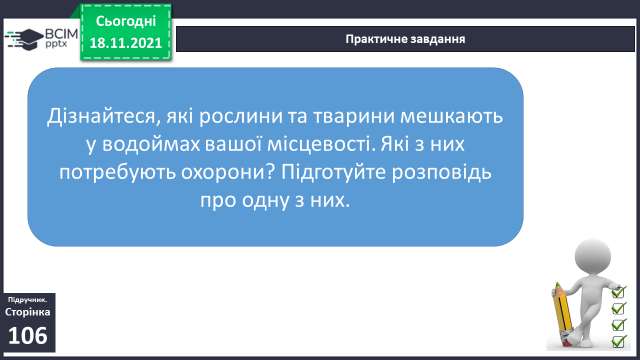 BCIM
pptx
Сьогодні
18.11.2021
Практичне завдання
Дізнайтеся, які рослини та тварини мешкають
у водоймах вашої місцевості. Які з них
потребують охорони? Підготуйте розповідь
про одну з них.
Підручник.
Сторінка
106